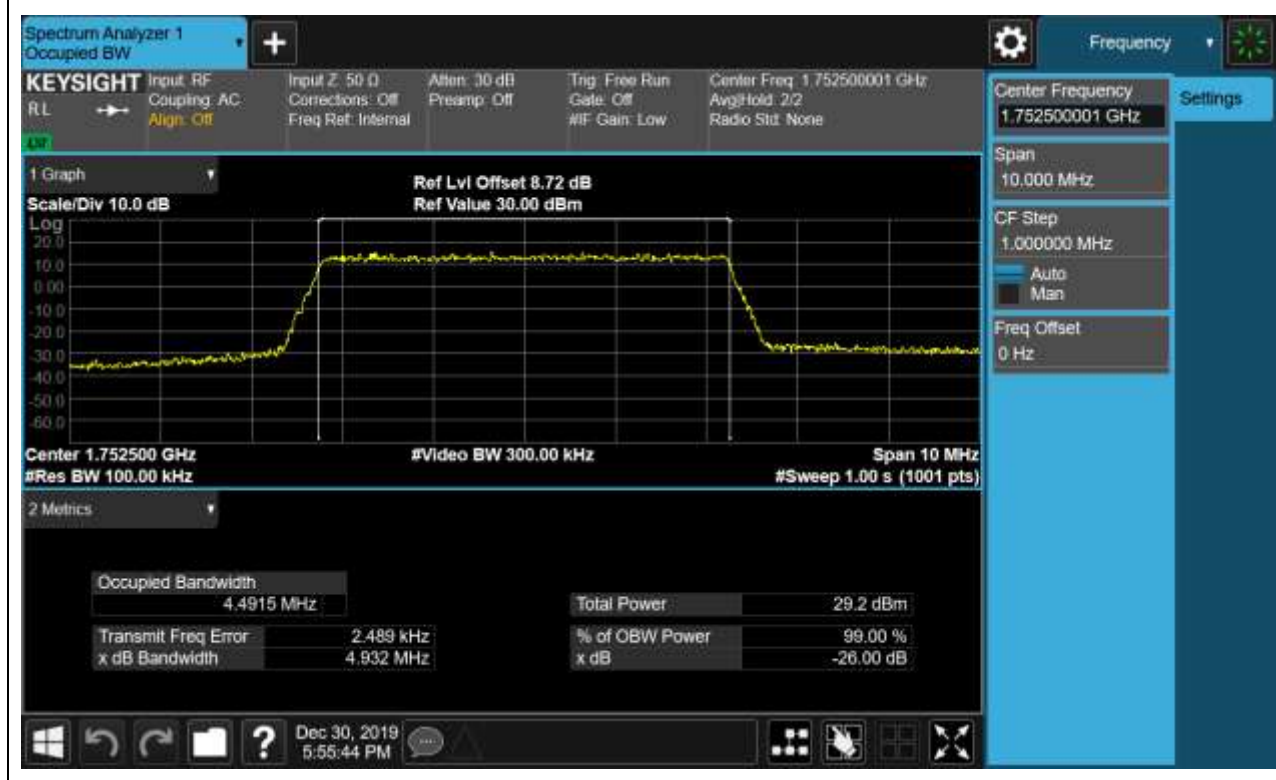 Spectrum Analyzer 1
Occupied BW
+
Frequency
KEYSIGHT
RL
Input: RF
Coupling: AC
Align: Off
Input Z: 50 Ω
Corrections: Off
Freq Ref: Internal
Atten: 30 dB
Preamp: Off
Trig: Free Run
Gate: Off
#IF Gain: Low
Center Freq: 1.752500001 GHz
Avg|Hold: 2/2
Radio Std: None
Center Frequency
1.752500001 GHz
Settings
Span
10.000 MHz
CF Step
1.000000 MHz
Auto
Man
Freq Offset
0 Hz
1 Graph
Scale/Div 10.0 dB
Ref Lvl Offset 8.72 dB
Ref Value 30.00 dBm
Log
20.0
10.0
0.00
-10.0
-20.0
-30.0
-40.0
-50.0
-60.0
Center 1.752500 GHz
#Video BW 300.00 kHz
Span 10 MHz
#Res BW 100.00 kHz
#Sweep 1.00 s (1001 pts)
2 Metrics
Occupied Bandwidth
4.4915 MHz
Total Power 29.2 dBm
Transmit Freq Error 2.489 kHz
% of OBW Power 99.00 %
x dB Bandwidth 4.932 MHz
x dB -26.00 dB
?
Dec 30, 2019
5:55:44 PM